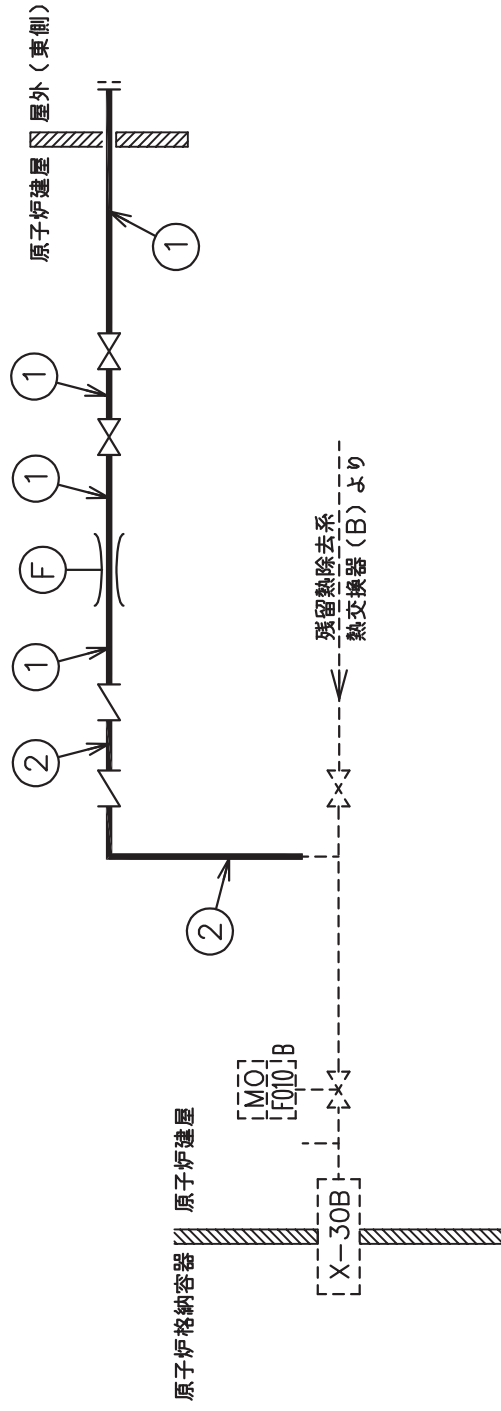 原子炉格納容器
原子炉建屋
X-30B
MO
F010
B
②
②
①
Ⓕ
①
①
①
残留熱除去系
熱交換器(B)より
原子炉建屋
屋外(東側)